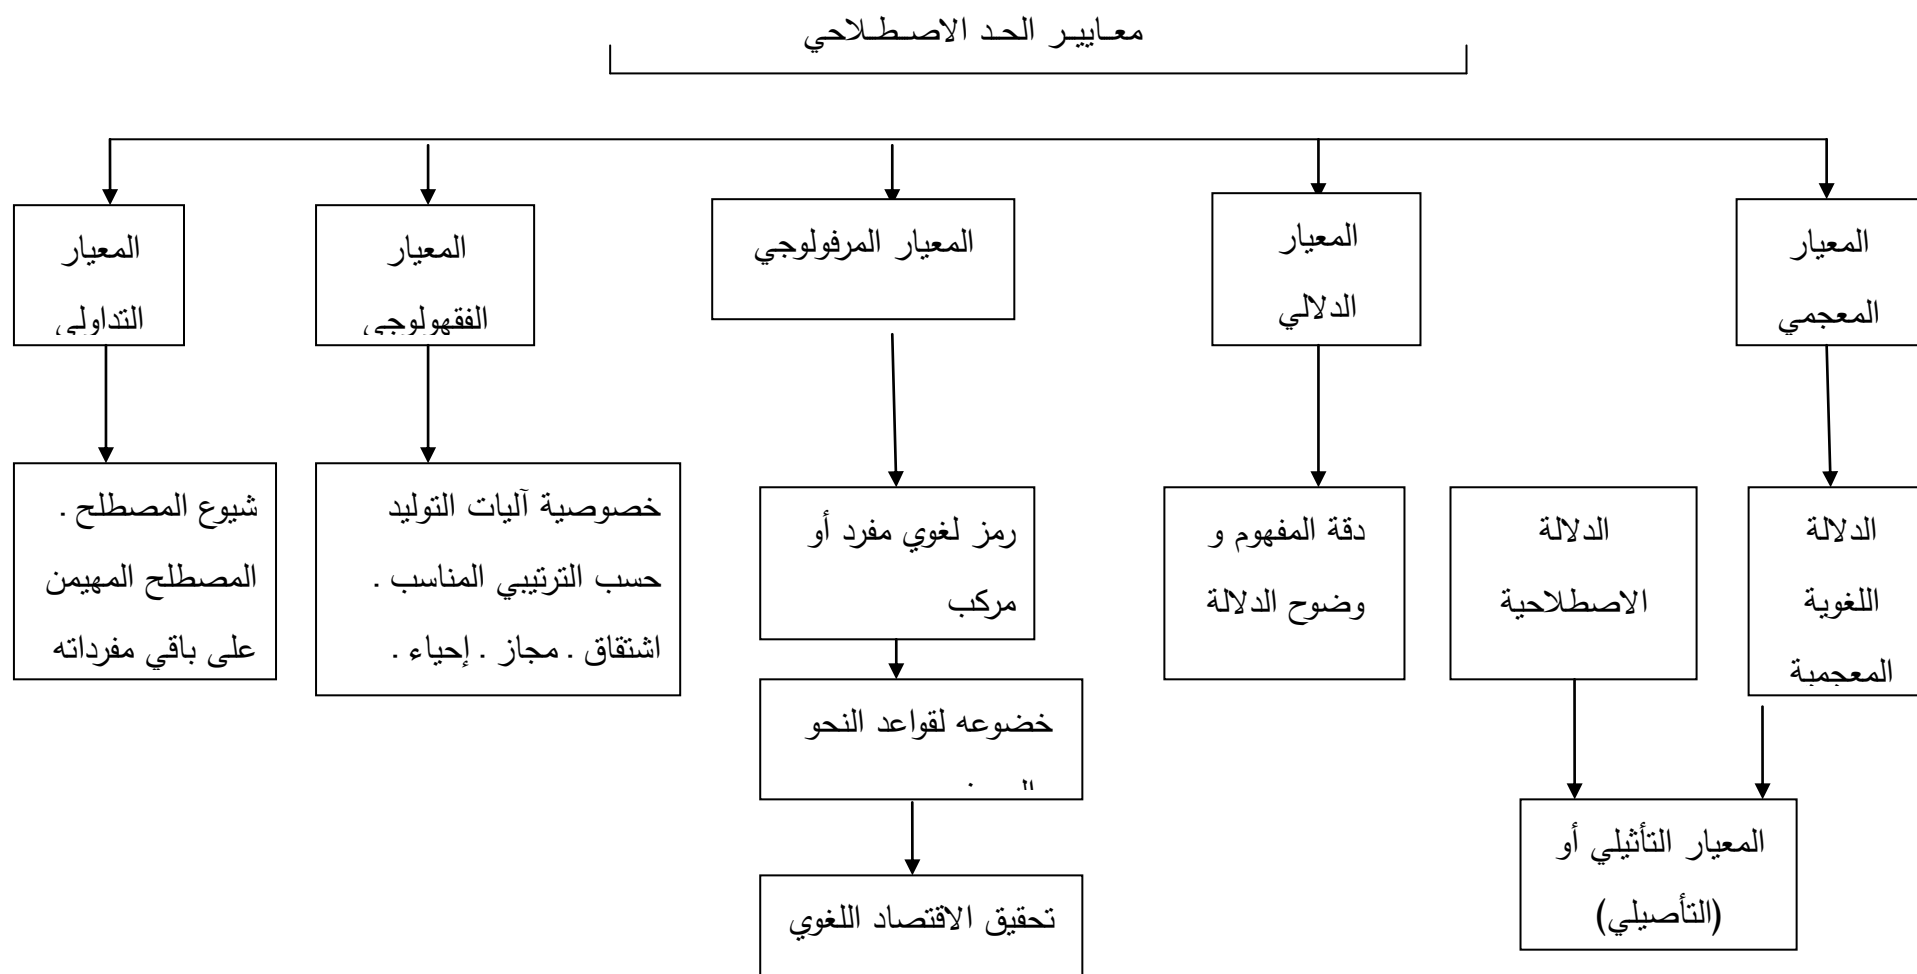 معايير الحد الاصطلاحي
المعيار
المعجمي
المعيار
الدلالي
المعيار المرفولوجي
المعيار
الفقهولوجي
المعيار
التداولي
الدلالة
اللغوية
المعجمية
الدلالة
الاصطلاحية
دقة المفهوم و
وضوح الدلالة
رمز لغوي مفرد أو
مركب
خصوصية آليات التوليد
حسب الترتيبي المناسب .
اشتقاق . مجاز . إحياء .
شيوع المصطلح .
المصطلح المهيمن
على باقي مفرداته
خضوعه لقواعد النحو
المعيار التأثيلي أو
(التأصيلي)
تحقيق الاقتصاد اللغوي